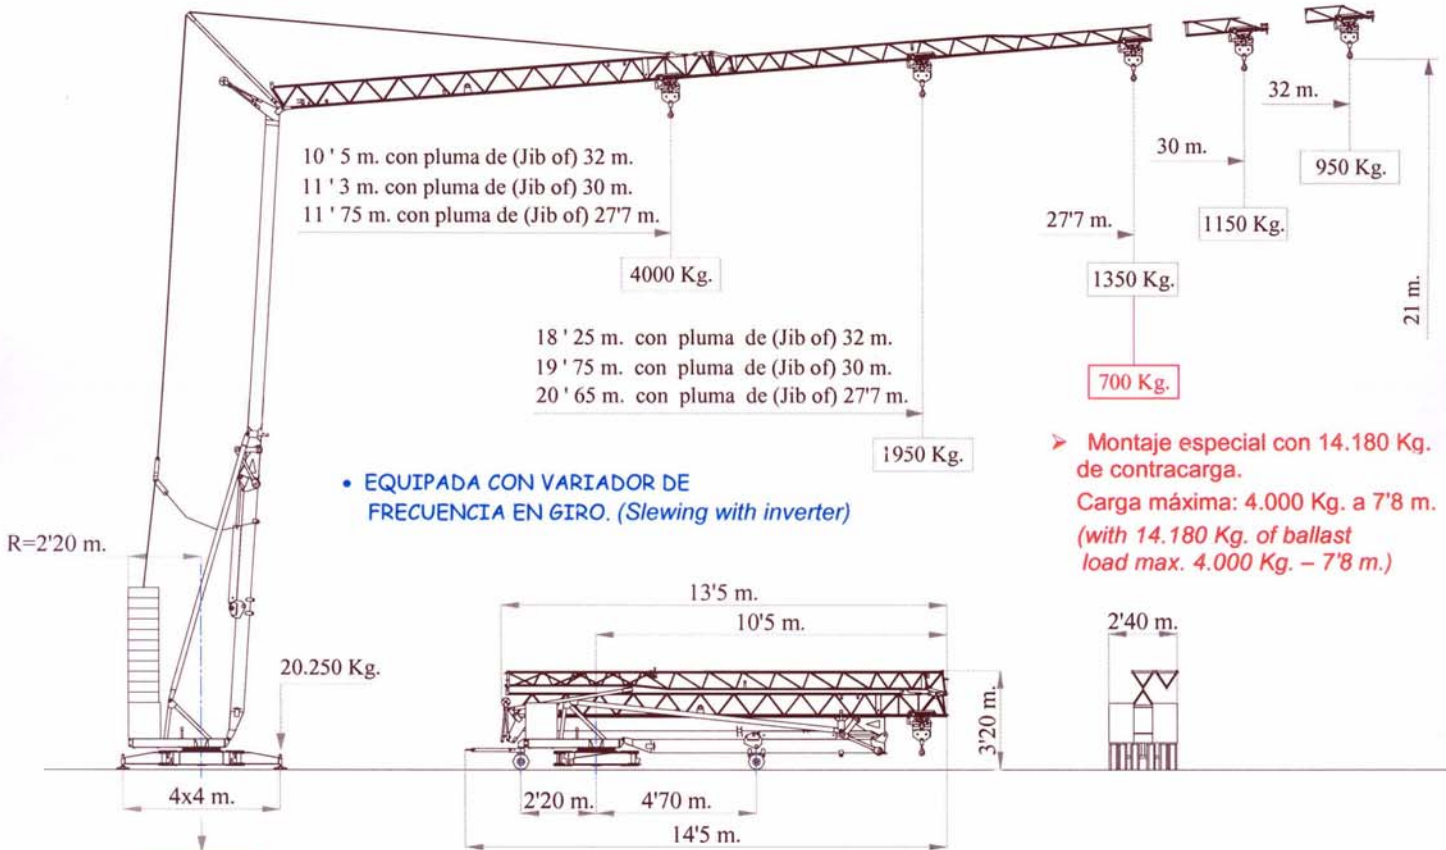 32 m.
30 m.
950 Kg.
10 ' 5 m. con pluma de (Jib of) 32 m.
11 ' 3 m. con pluma de (Jib of) 30 m.
11 ' 75 m. con pluma de (Jib of) 27'7 m.
27'7 m.
1150 Kg.
4000 Kg.
1350 Kg.
21 m.
18 ' 25 m. con pluma de (Jib of) 32 m.
19 ' 75 m. con pluma de (Jib of) 30 m.
20 ' 65 m. con pluma de (Jib of) 27'7 m.
700 Kg.
1950 Kg.
➢ Montaje especial con 14.180 Kg.
de contracarga.
Carga máxima: 4.000 Kg. a 7'8 m.
(with 14.180 Kg. of ballast
load max. 4.000 Kg. – 7'8 m.)
• EQUIPADA CON VARIADOR DE
FRECUENCIA EN GIRO. (Slewing with inverter)
R=2'20 m.
13'5 m.
10'5 m.
2'40 m.
20.250 Kg.
3'20 m.
4x4 m.
2'20 m.
4'70 m.
14'5 m.